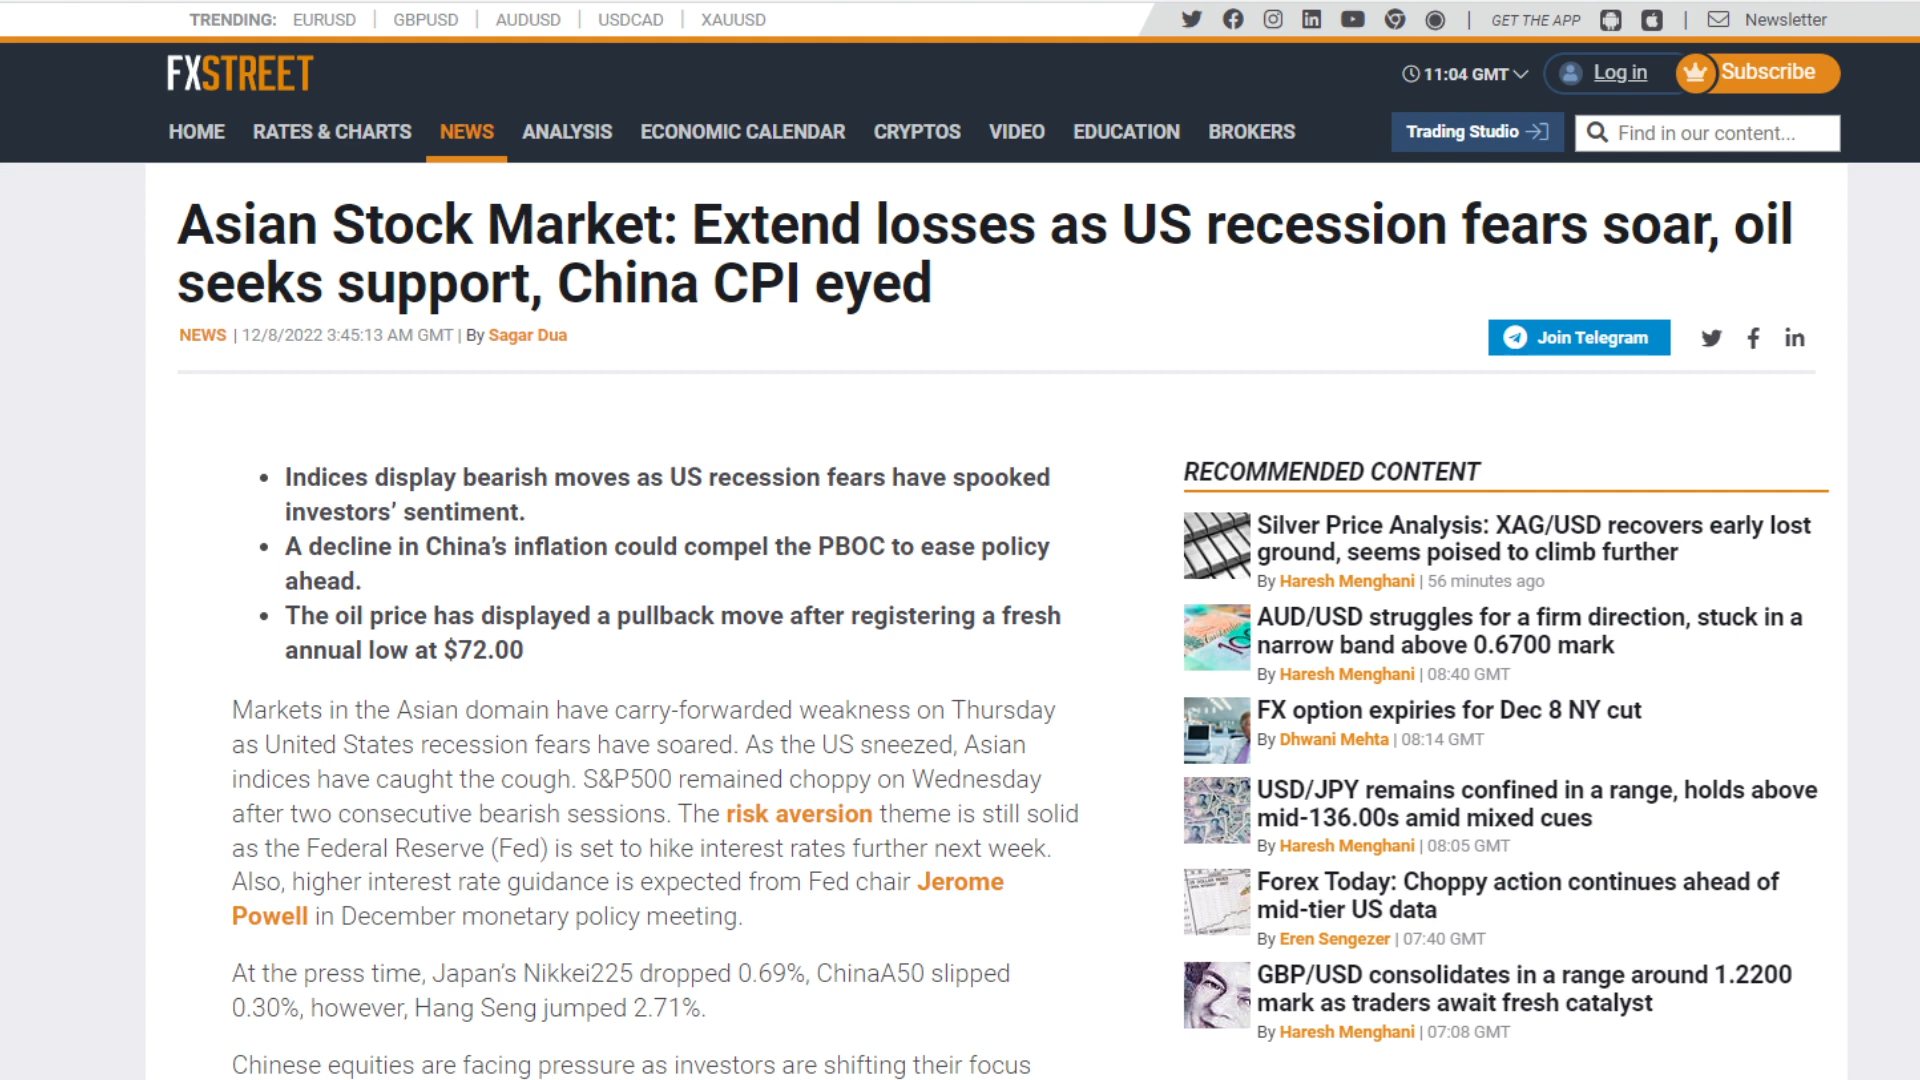 TRENDING: EURUSD | GBPUSD | AUDUSD | USDCAD | XAUUSD
| GET THE APP | Newsletter
FXSTREET
11:04 GMT
Log in
Subscribe
HOME RATES & CHARTS NEWS ANALYSIS ECONOMIC CALENDAR CRYPTOS VIDEO EDUCATION BROKERS
Trading Studio
Find in our content...
Asian Stock Market: Extend losses as US recession fears soar, oil
seeks support, China CPI eyed
NEWS | 12/8/2022 3:45:13 AM GMT | By Sagar Dua
Join Telegram
• Indices display bearish moves as US recession fears have spooked
investors’ sentiment.
• A decline in China’s inflation could compel the PBOC to ease policy
ahead.
• The oil price has displayed a pullback move after registering a fresh
annual low at $72.00
Markets in the Asian domain have carry-forwarded weakness on Thursday
as United States recession fears have soared. As the US sneezed, Asian
indices have caught the cough. S&P500 remained choppy on Wednesday
after two consecutive bearish sessions. The risk aversion theme is still solid
as the Federal Reserve (Fed) is set to hike interest rates further next week.
Also, higher interest rate guidance is expected from Fed chair Jerome
Powell in December monetary policy meeting.
At the press time, Japan’s Nikkei225 dropped 0.69%, ChinaA50 slipped
0.30%, however, Hang Seng jumped 2.71%.
Chinese equities are facing pressure as investors are shifting their focus
RECOMMENDED CONTENT
Silver Price Analysis: XAG/USD recovers early lost
ground, seems poised to climb further
By Haresh Menghani | 56 minutes ago
AUD/USD struggles for a firm direction, stuck in a
narrow band above 0.6700 mark
By Haresh Menghani | 08:40 GMT
FX option expiries for Dec 8 NY cut
By Dhwani Mehta | 08:14 GMT
USD/JPY remains confined in a range, holds above
mid-136.00s amid mixed cues
By Haresh Menghani | 08:05 GMT
Forex Today: Choppy action continues ahead of
mid-tier US data
By Eren Sengezer | 07:40 GMT
GBP/USD consolidates in a range around 1.2200
mark as traders await fresh catalyst
By Haresh Menghani | 07:08 GMT